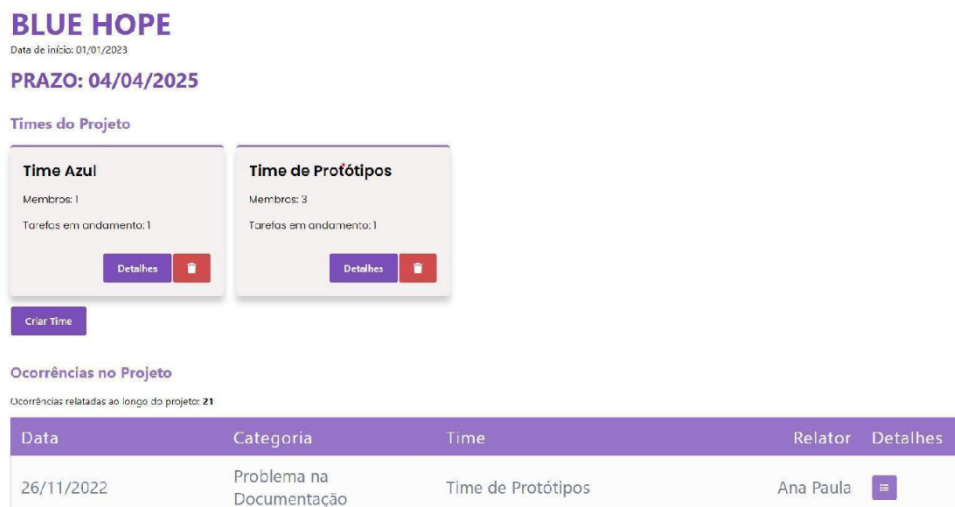 BLUE HOPE
Data de início: 01/01/2023
PRAZO: 04/04/2025
Times do Projeto
Time Azul
Membros: 1
Tarefas em andamento: 1
Detalhes
Time de Protótipos
Membros: 3
Tarefas em andamento: 1
Detalhes
Criar Time
Ocorrências no Projeto
Ocorrências relatadas ao longo do projeto: 21
Data Categoria Time Relator Detalhes
26/11/2022 Problema na Documentação Time de Protótipos Ana Paula